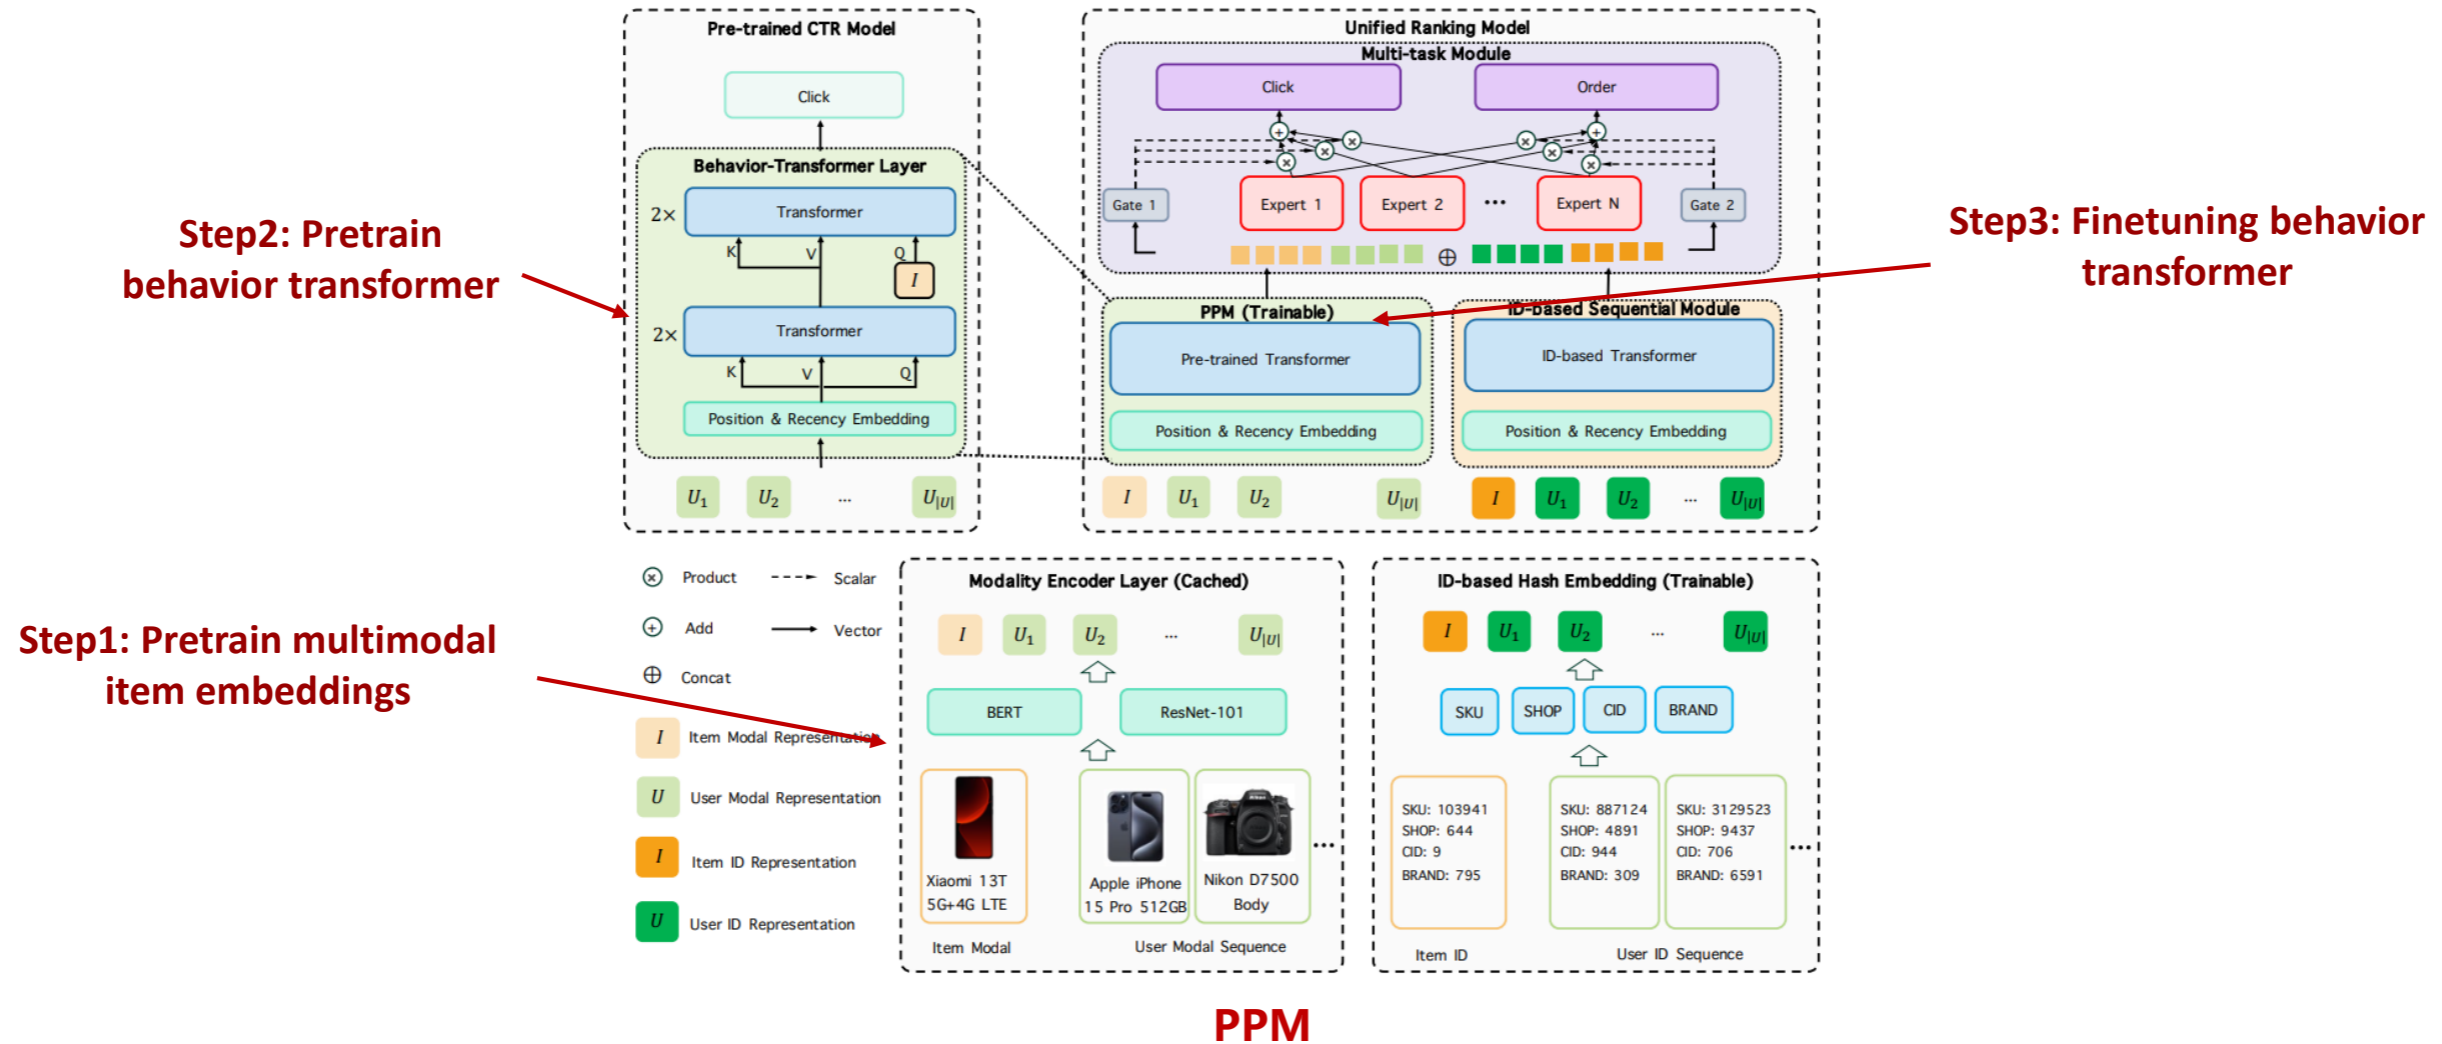 Pre-trained CTR Model
Click
Behavior-Transformer Layer
2×
Transformer
K
V
Q
I
2×
Transformer
K
V
Q
Position & Recency Embedding
U1
U2
...
U|U|
Unified Ranking Model
Multi-task Module
Click
Order
Gate 1
Expert 1
Expert 2
...
Expert N
Gate 2
PPM (Trainable)
Pre-trained Transformer
Position & Recency Embedding
ID-based Sequential Module
ID-based Transformer
Position & Recency Embedding
I
U1
U2
U|U|
I
U1
U2
...
U|U|
Step2: Pretrain
behavior transformer
Step3: Finetuning behavior
transformer
Step1: Pretrain multimodal
item embeddings
Product
Scalar
Add
Vector
Concat
I
Item Modal Representation
U
User Modal Representation
I
Item ID Representation
U
User ID Representation
Modality Encoder Layer (Cached)
I
U1
U2
...
U|U|
BERT
ResNet-101
Xiaomi 13T
5G+4G LTE
Apple iPhone
15 Pro 512GB
Nikon D7500
Body
...
Item Modal
User Modal Sequence
ID-based Hash Embedding (Trainable)
I
U1
U2
...
U|U|
SKU
SHOP
CID
BRAND
SKU: 103941
SHOP: 644
CID: 9
BRAND: 795
SKU: 887124
SHOP: 4891
CID: 944
BRAND: 309
SKU: 3129523
SHOP: 9437
CID: 706
BRAND: 6591
...
Item ID
User ID Sequence
PPM